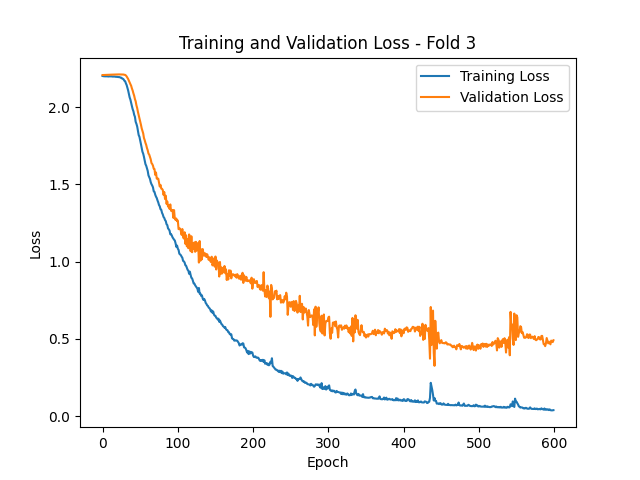 Training and Validation Loss - Fold 3
Training Loss
Validation Loss
2.0
1.5
1.0
0.5
0.0
Loss
0 100 200 300 400 500 600
Epoch